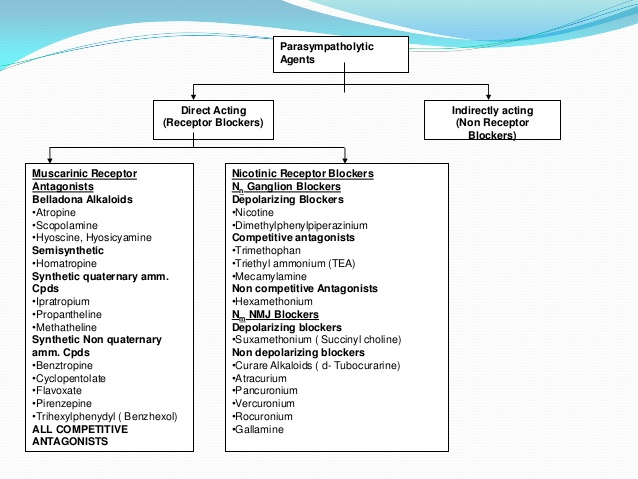 Parasympatholytic
Agents
Direct Acting
(Receptor Blockers)
Indirectly acting
(Non Receptor
Blockers)
Muscarinic Receptor
Antagonists
Belladona Alkaloids
•Atropine
•Scopolamine
•Hyoscine, Hyosicyamine
Semisynthetic
•Homatropine
Synthetic quaternary amm.
Cpds
•Ipratropium
•Propantheline
•Methatheline
Synthetic Non quaternary
amm. Cpds
•Benztropine
•Cyclopentolate
•Flavoxate
•Pirenzepine
•Trihexylphenydyl ( Benzhexol)
ALL COMPETITIVE
ANTAGONISTS
Nicotinic Receptor Blockers
Nn Ganglion Blockers
Depolarizing Blockers
•Nicotine
•Dimethylphenylpiperazinium
Competitive antagonists
•Trimethophan
•Triethyl ammonium (TEA)
•Mecamylamine
Non competitive Antagonists
•Hexamethonium
Nm NMJ Blockers
Depolarizing blockers
•Suxamethonium ( Succinyl choline)
Non depolarizing blockers
•Curare Alkaloids ( d- Tubocurarine)
•Atracurium
•Pancuronium
•Vercuronium
•Rocuronium
•Gallamine